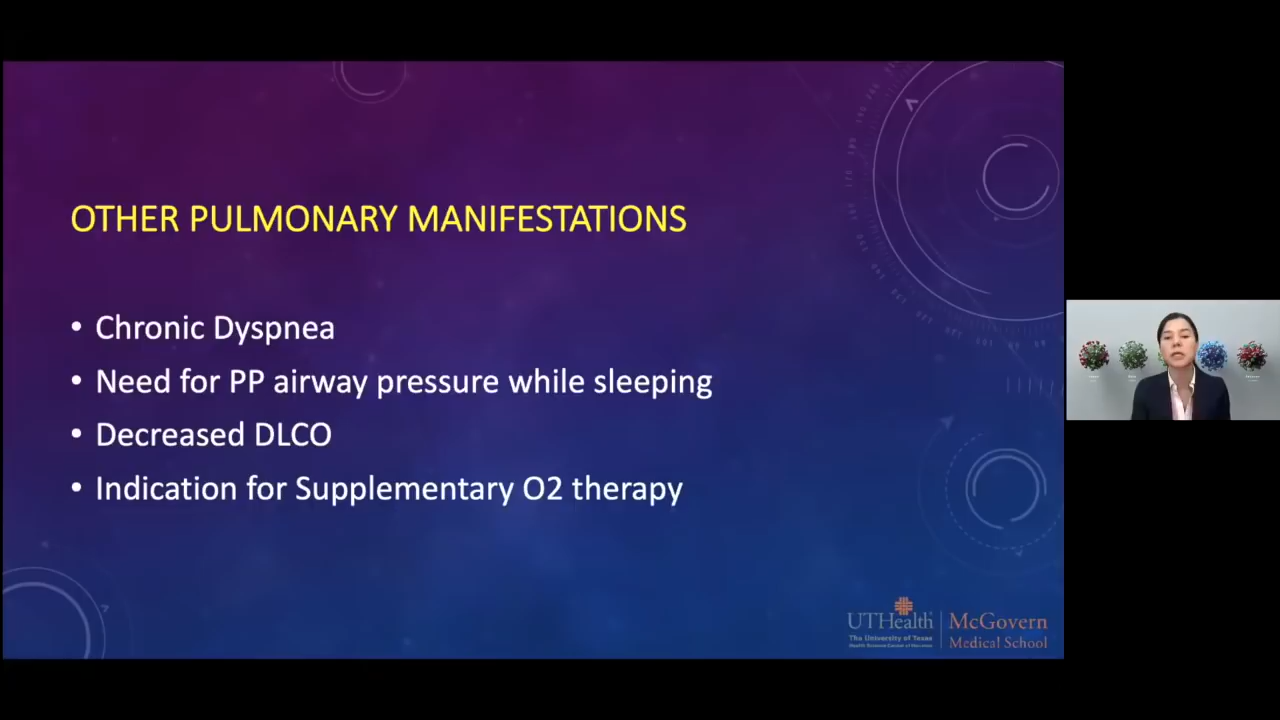 OTHER PULMONARY MANIFESTATIONS
• Chronic Dyspnea
• Need for PP airway pressure while sleeping
• Decreased DLCO
• Indication for Supplementary O2 therapy
UTHealth
The University of Texas
Health Science Center at Houston
McGovern
Medical School